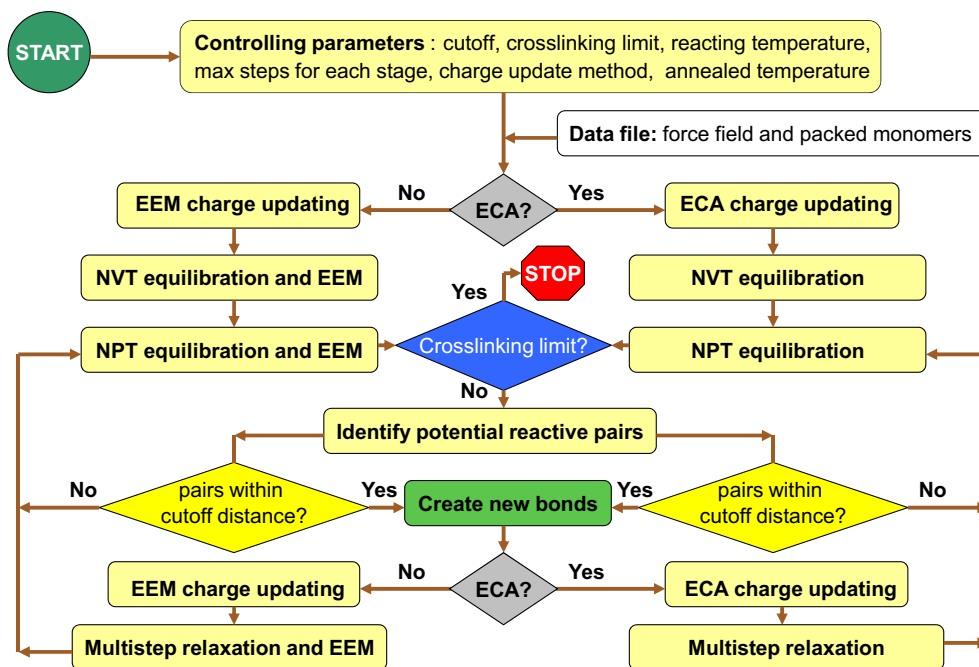 START
Controlling parameters : cutoff, crosslinking limit, reacting temperature,
max steps for each stage, charge update method, annealed temperature
Data file: force field and packed monomers
No
Yes
EEM charge updating
ECA?
ECA charge updating
NVT equilibration and EEM
STOP
NVT equilibration
Yes
NPT equilibration and EEM
Crosslinking limit?
NPT equilibration
No
Identify potential reactive pairs
No
pairs within
cutoff distance?
Yes
Create new bonds
Yes
pairs within
cutoff distance?
No
EEM charge updating
No
ECA?
Yes
ECA charge updating
Multistep relaxation and EEM
Multistep relaxation